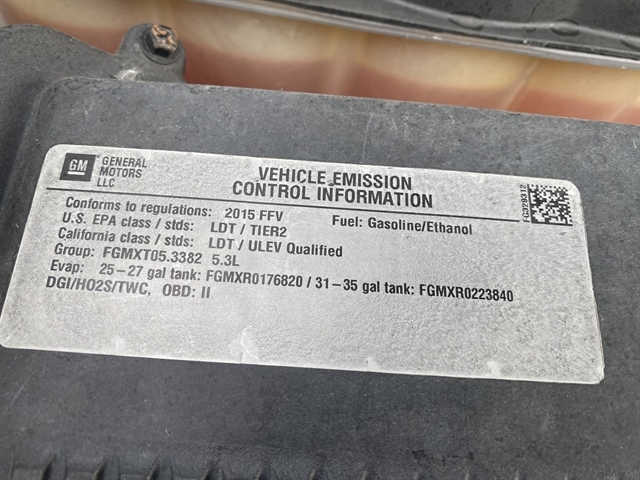 GM
GENERAL
MOTORS
LLC
VEHICLE EMISSION
CONTROL INFORMATION
Conforms to regulations: 2015 FFV Fuel: Gasoline/Ethanol
U.S. EPA class / stds: LDT / TIER2
California class / stds: LDT / ULEV Qualified
Group: FGMXT05.3382 5.3L
Evap: 25-27 gal tank: FGMXR0176820 / 31-35 gal tank: FGMXR0223840
DGI/HO2S/TWC, OBD: II
FG329312